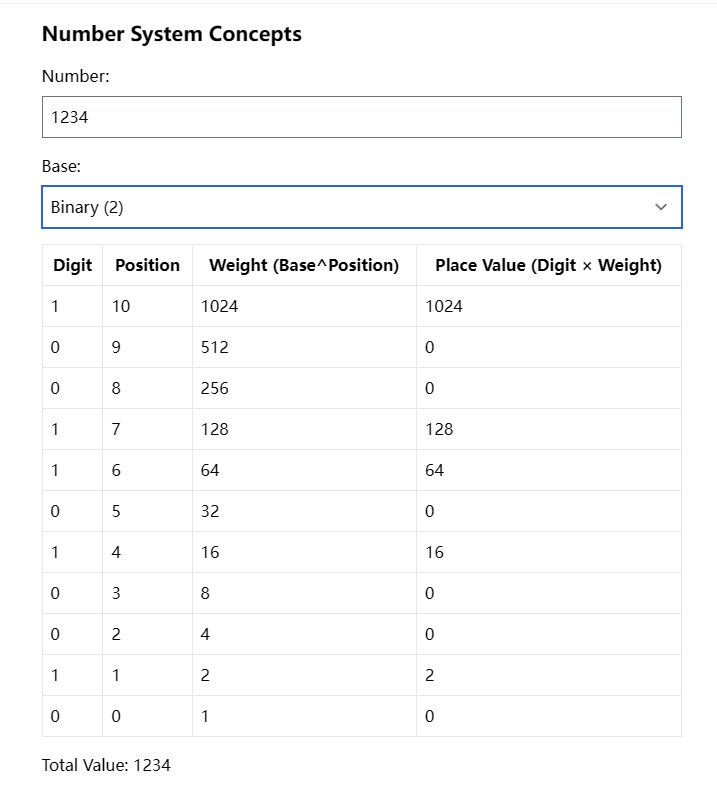 Number System Concepts
Number:
1234
Base:
Binary (2)
Digit Position Weight (Base^Position) Place Value (Digit × Weight)
1 10 1024 1024
0 9 512 0
0 8 256 0
1 7 128 128
1 6 64 64
0 5 32 0
1 4 16 16
0 3 8 0
0 2 4 0
1 1 2 2
0 0 1 0
Total Value: 1234